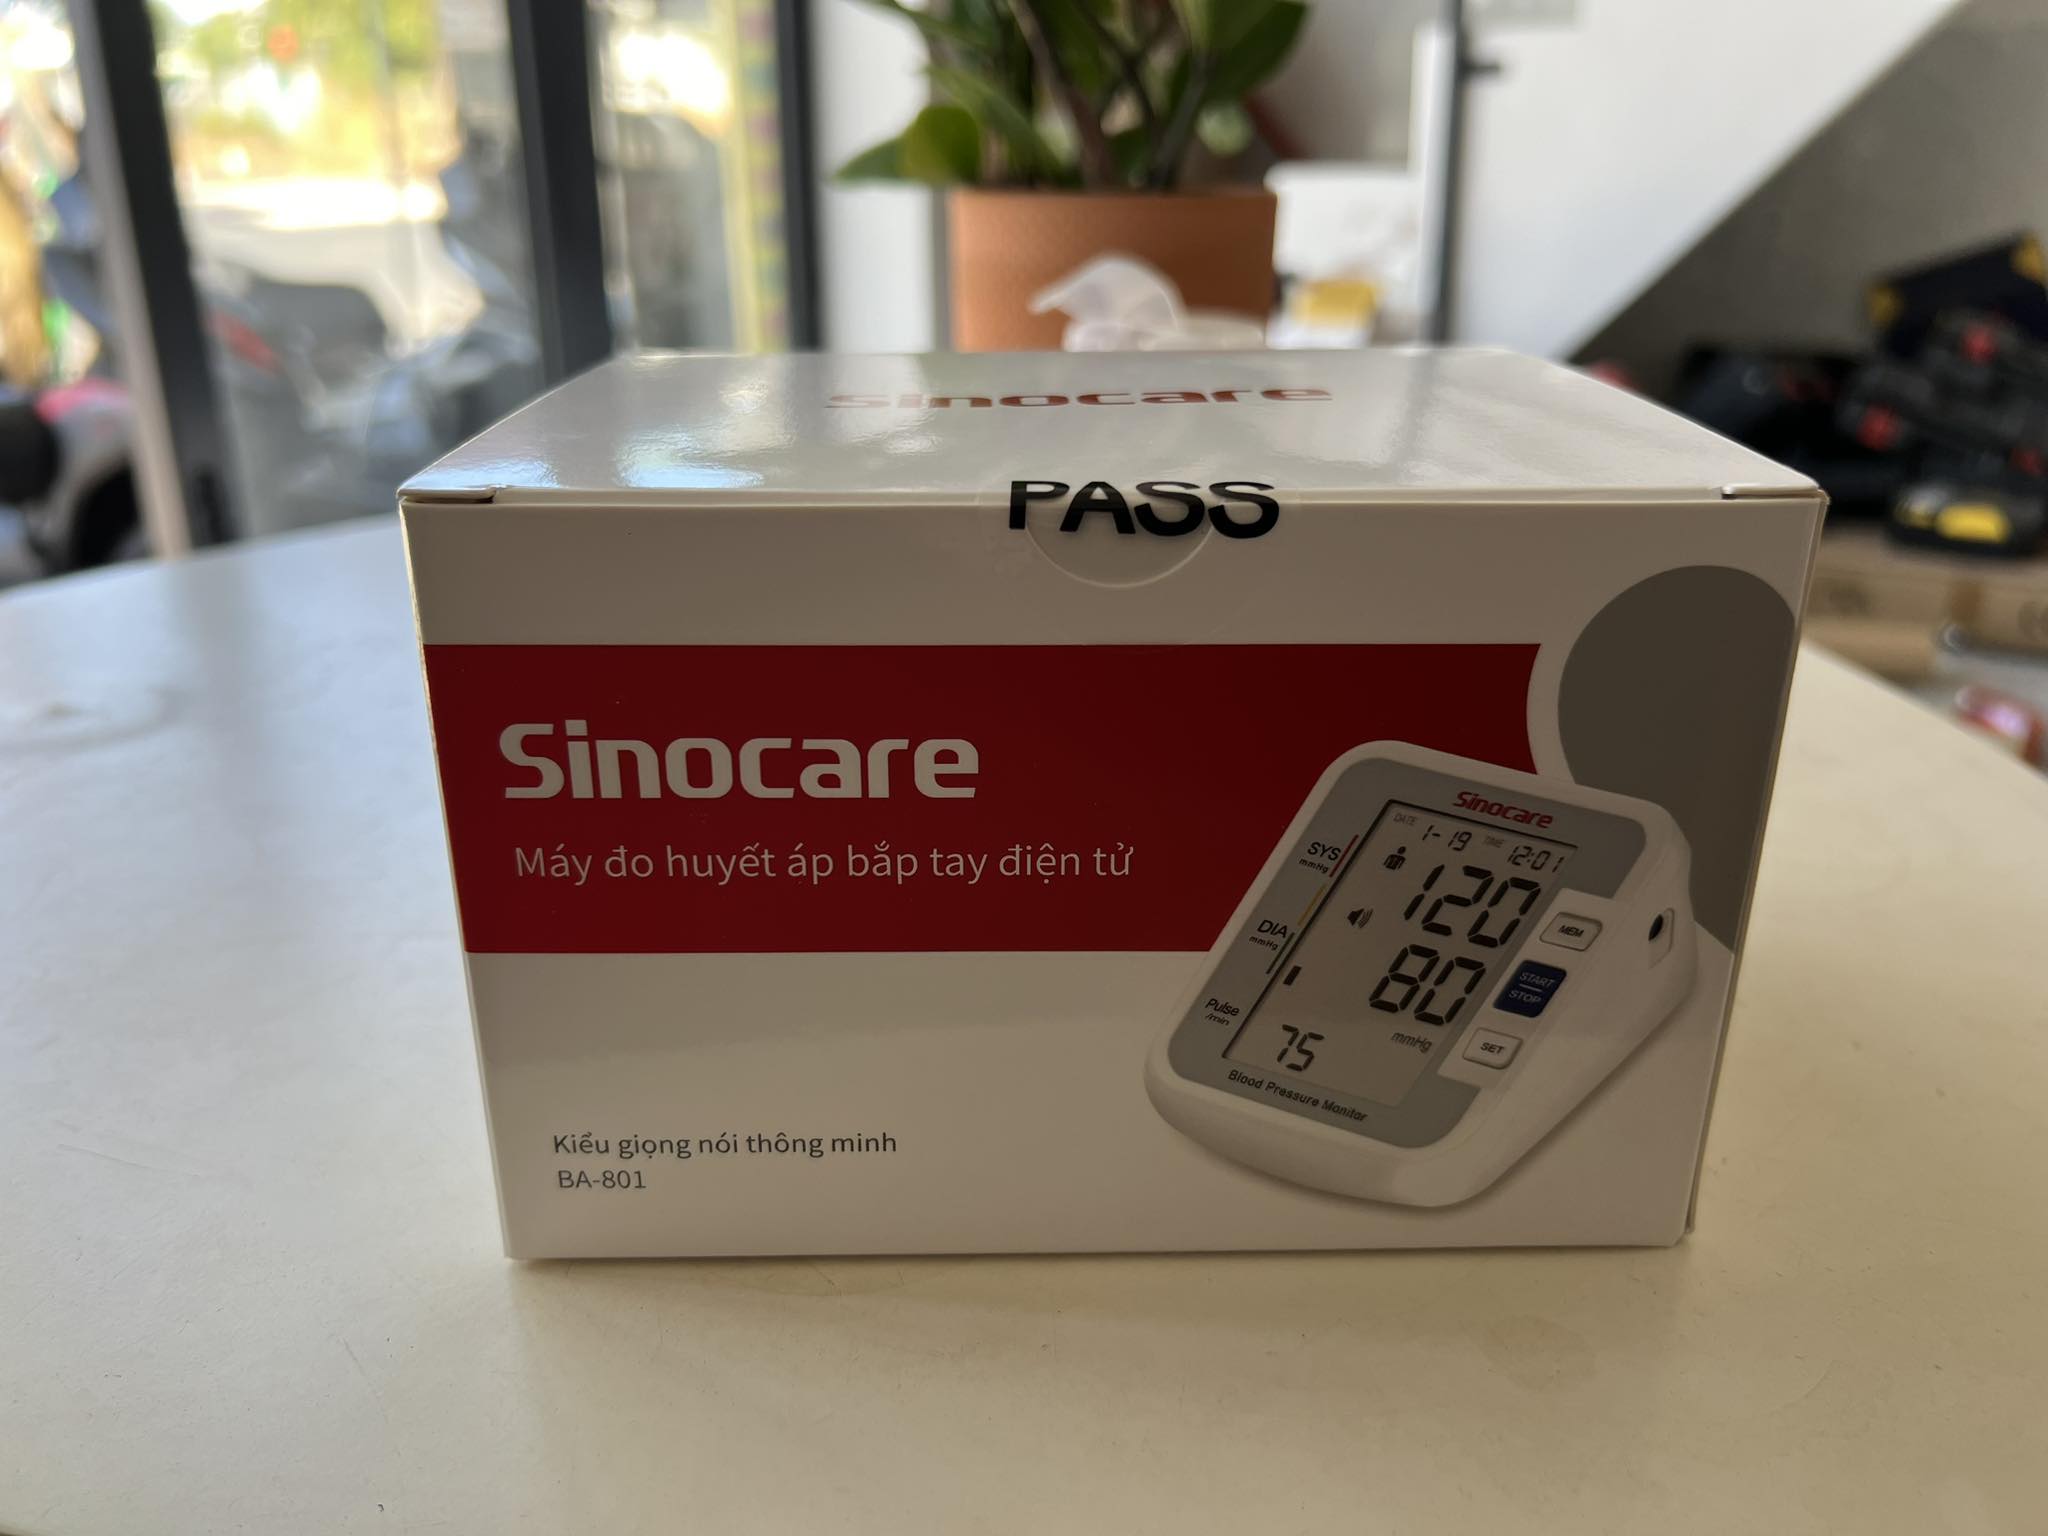 Sinocare
PASS
Sinocare
Máy đo huyết áp bắp tay điện tử
Sinocare
DATE 1-19 TIME 12:01
SYS
mmHg
120
MEM
DIA
mmHg
80
START
STOP
Pulse
/min
75
mmHg
SET
Blood Pressure Monitor
Kiểu giọng nói thông minh
BA-801